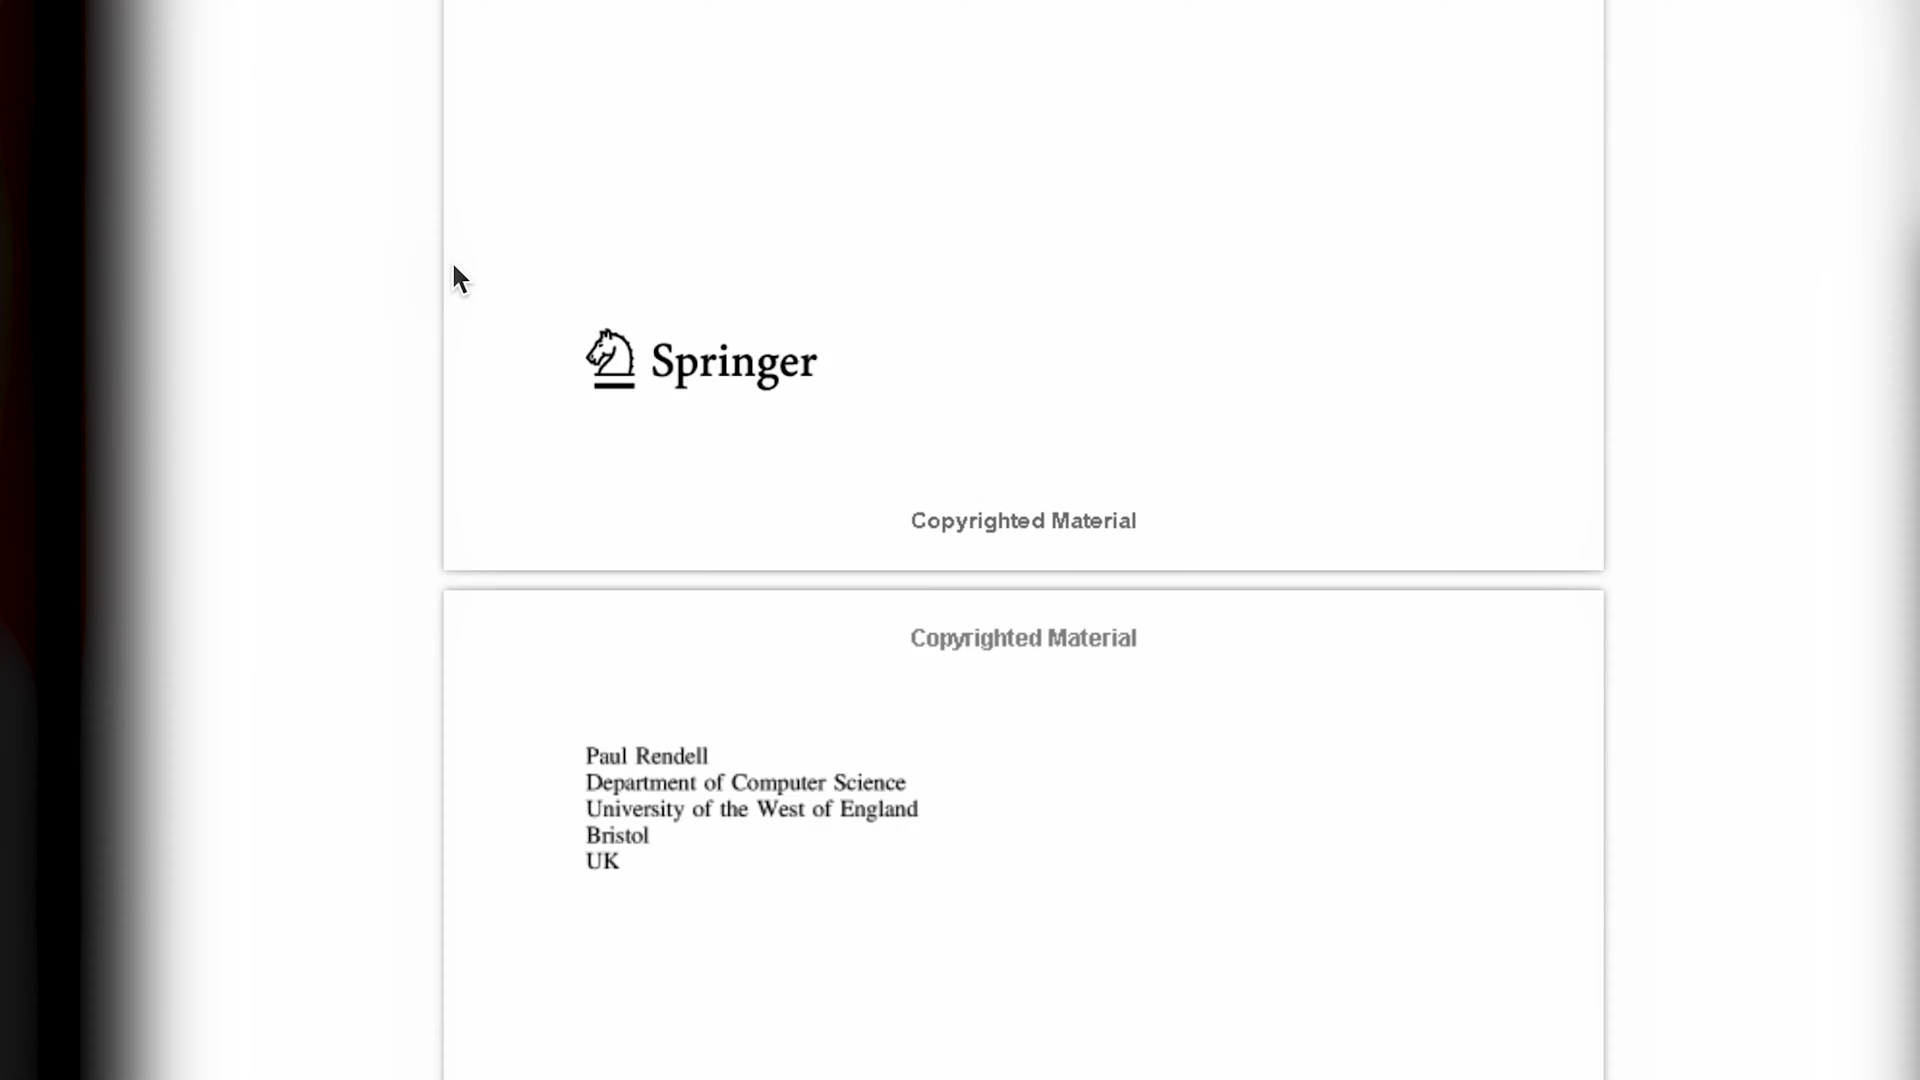 Springer
Copyrighted Material
Copyrighted Material
Paul Rendell
Department of Computer Science
University of the West of England
Bristol
UK